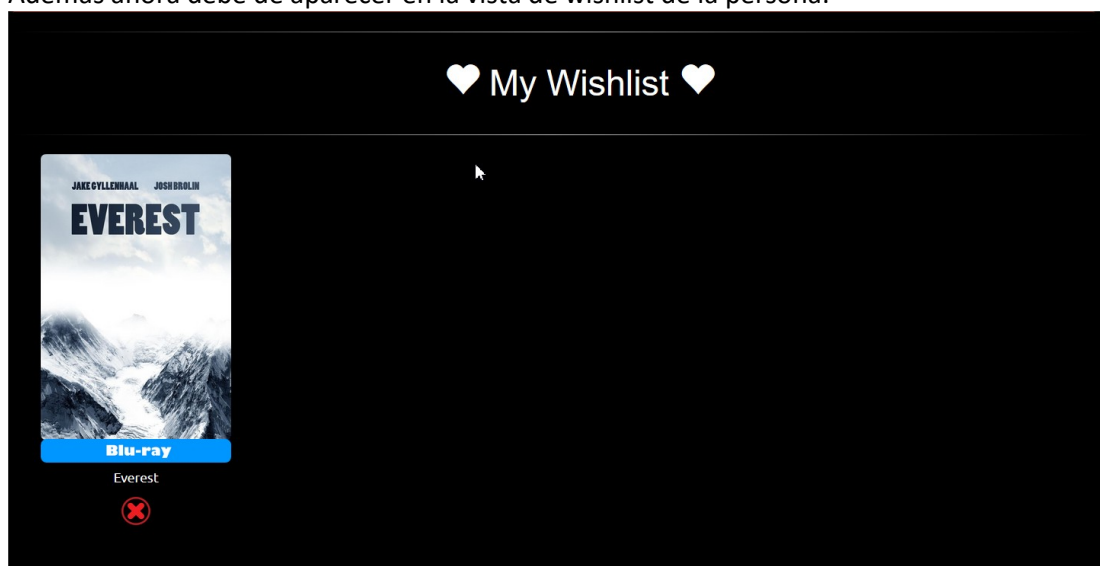 Además ahora debe de aparecer en la vista de wishlist de la persona.
♥ My Wishlist ♥
JAKE GYLLENHAAL JOSH BROLIN
EVEREST
Blu-ray
Everest